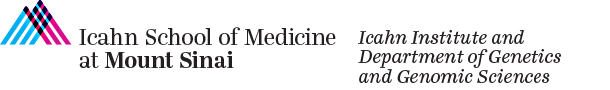 Icahn School of Medicine
at Mount Sinai
Icahn Institute and
Department of Genetics
and Genomic Sciences